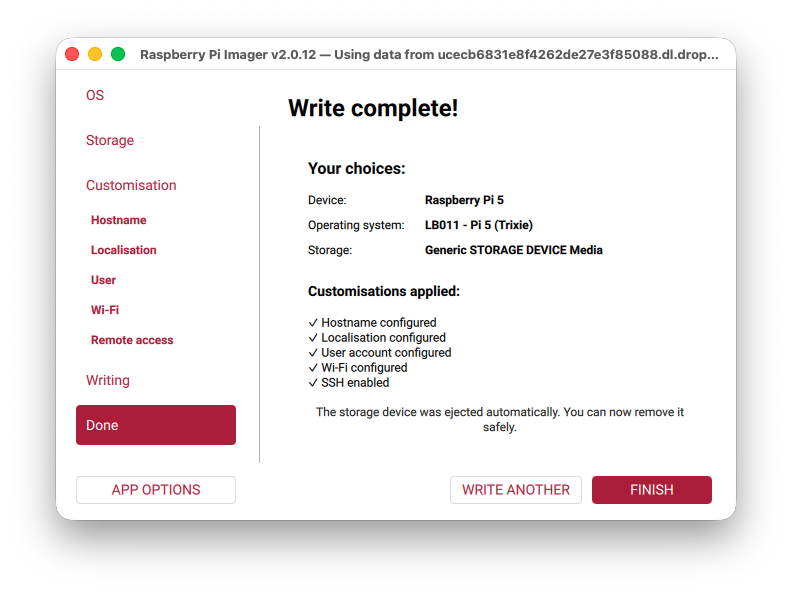 Raspberry Pi Imager v2.0.12 — Using data from ucecb6831e8f4262de27e3f85088.dl.drop...
OS
Storage
Customisation
Hostname
Localisation
User
Wi-Fi
Remote access
Writing
Done
APP OPTIONS
Write complete!
Your choices:
Device: Raspberry Pi 5
Operating system: LB011 - Pi 5 (Trixie)
Storage: Generic STORAGE DEVICE Media
Customisations applied:
✓ Hostname configured
✓ Localisation configured
✓ User account configured
✓ Wi-Fi configured
✓ SSH enabled
The storage device was ejected automatically. You can now remove it
safely.
WRITE ANOTHER
FINISH